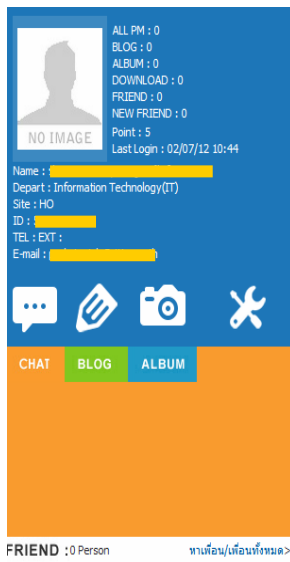 ALL PM : 0
BLOG : 0
ALBUM : 0
DOWNLOAD : 0
FRIEND : 0
NEW FRIEND : 0
Point : 5
Last Login : 02/07/12 10:44
NO IMAGE
Name :
Depart : Information Technology(IT)
Site : HO
ID :
TEL : EXT :
E-mail :
CHAT BLOG ALBUM
FRIEND : 0 Person หาเพื่อน/เพื่อนทั้งหมด>